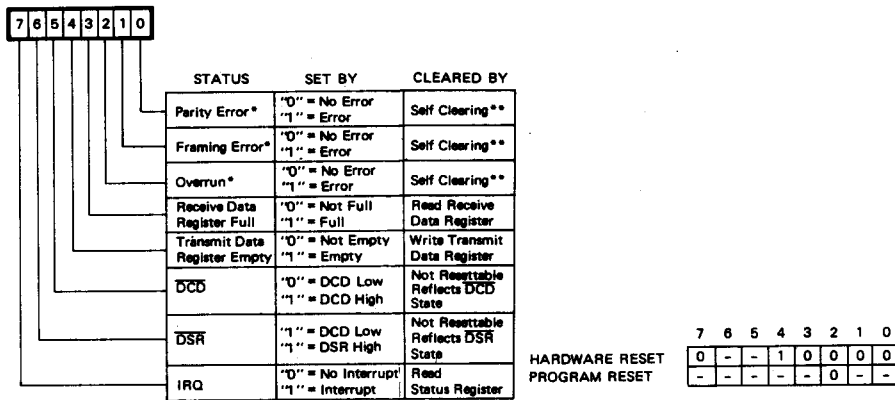 7 6 5 4 3 2 1 0
STATUS SET BY CLEARED BY
Parity Error* "0" = No Error Self Clearing**
"1" = Error
Framing Error* "0" = No Error Self Clearing**
"1" = Error
Overrun* "0" = No Error Self Clearing**
"1" = Error
Receive Data "0" = Not Full Read Receive
Register Full "1" = Full Data Register
Transmit Data "0" = Not Empty Write Transmit
Register Empty "1" = Empty Data Register
DCD "0" = DCD Low Not Resettable
"1" = DCD High Reflects DCD
State
DSR "1" = DCD Low Not Resettable
"1" = DSR High Reflects DSR
State
IRQ "0" = No Interrupt Read
"1" = Interrupt Status Register
7 6 5 4 3 2 1 0
HARDWARE RESET 0 - - 1 0 0 0 0
PROGRAM RESET - - - - - 0 - -